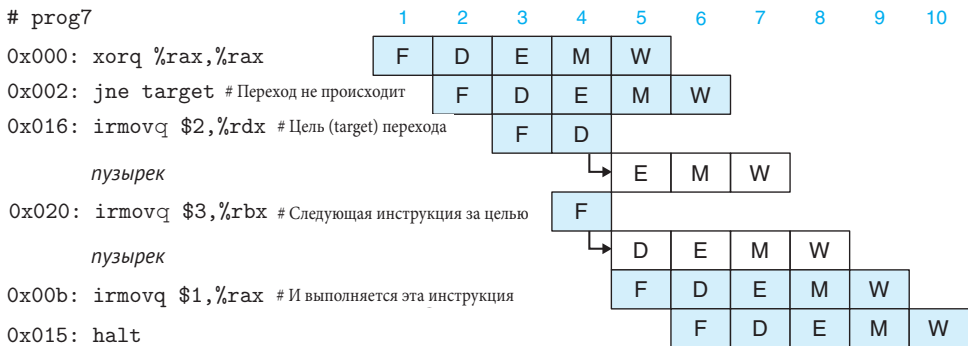 # prog7 1 2 3 4 5 6 7 8 9 10
0x000: xorq %rax,%rax F D E M W
0x002: jne target # Переход не происходит F D E M W
0x016: irmovq $2,%rdx # Цель (target) перехода F D
пузырек E M W
0x020: irmovq $3,%rbx # Следующая инструкция за целью F
пузырек D E M W
0x00b: irmovq $1,%rax # И выполняется эта инструкция F D E M W
0x015: halt F D E M W